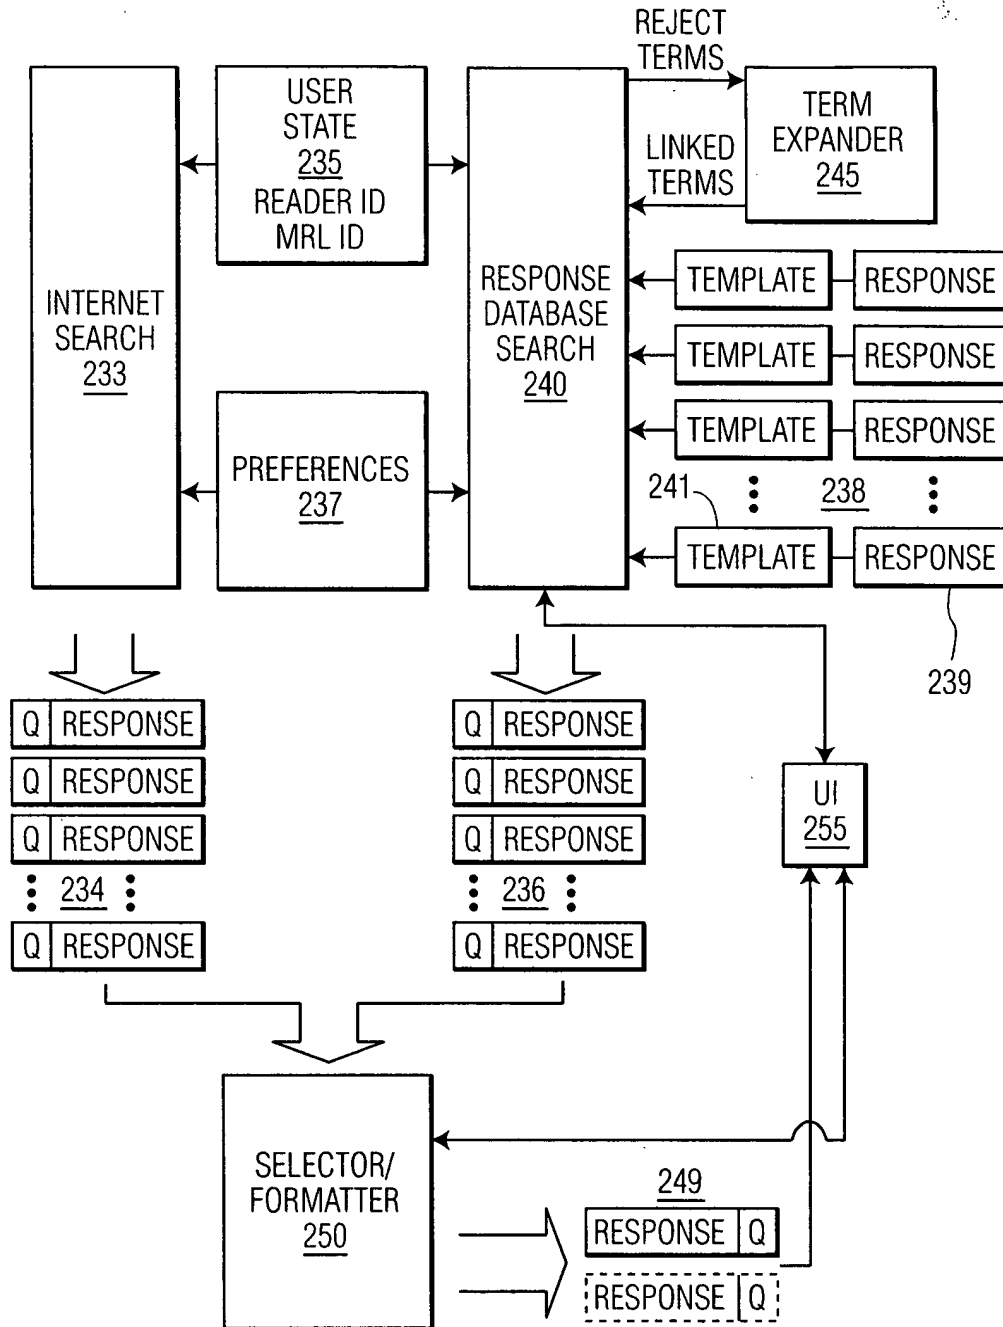 REJECT
TERMS
USER
STATE
235
READER ID
MRL ID
TERM
EXPANDER
245
LINKED
TERMS
INTERNET
SEARCH
233
RESPONSE
DATABASE
SEARCH
240
TEMPLATE
RESPONSE
TEMPLATE
RESPONSE
TEMPLATE
RESPONSE
PREFERENCES
237
241
238
TEMPLATE
RESPONSE
239
Q RESPONSE
Q RESPONSE
Q RESPONSE
234
Q RESPONSE
Q RESPONSE
Q RESPONSE
Q RESPONSE
236
Q RESPONSE
UI
255
SELECTOR/
FORMATTER
250
249
RESPONSE Q
RESPONSE Q